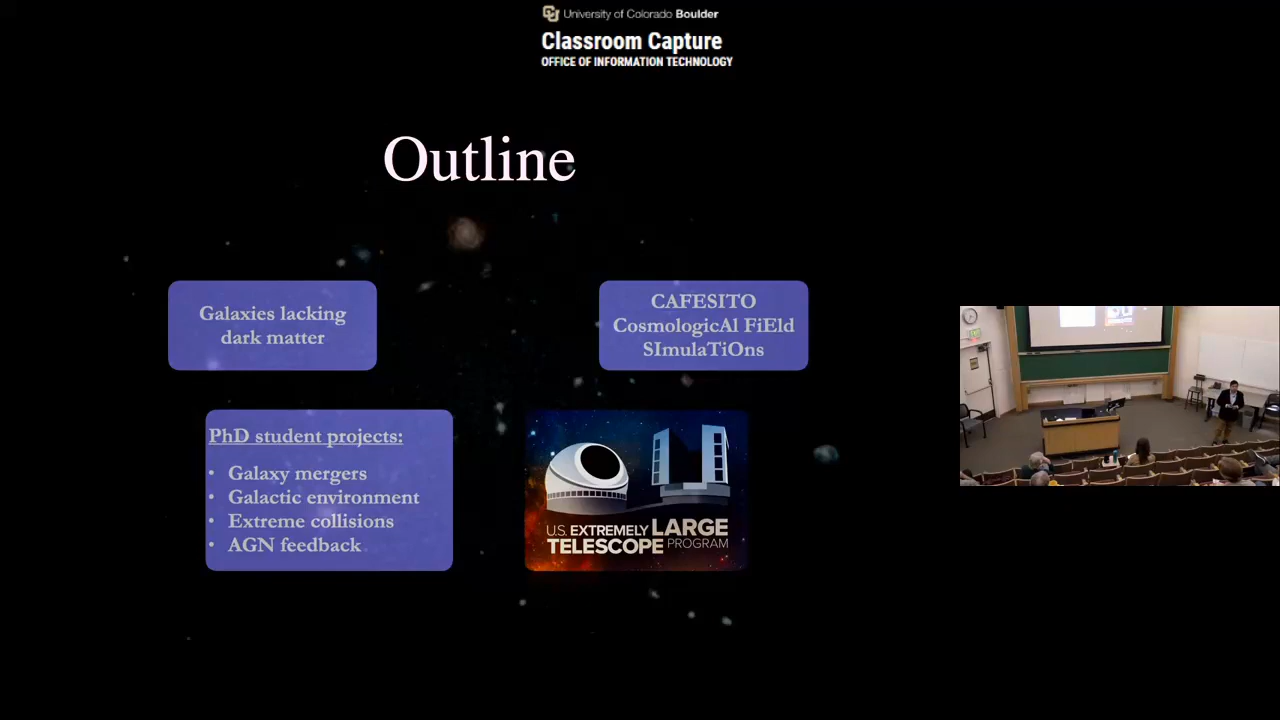 University of Colorado Boulder
Classroom Capture
OFFICE OF INFORMATION TECHNOLOGY
Outline
Galaxies lacking
dark matter
CAFESITO
CosmologicAl FiEld
SImulaTiOns
PhD student projects:
• Galaxy mergers
• Galactic environment
• Extreme collisions
• AGN feedback
U.S. EXTREMELY LARGE
TELESCOPE PROGRAM